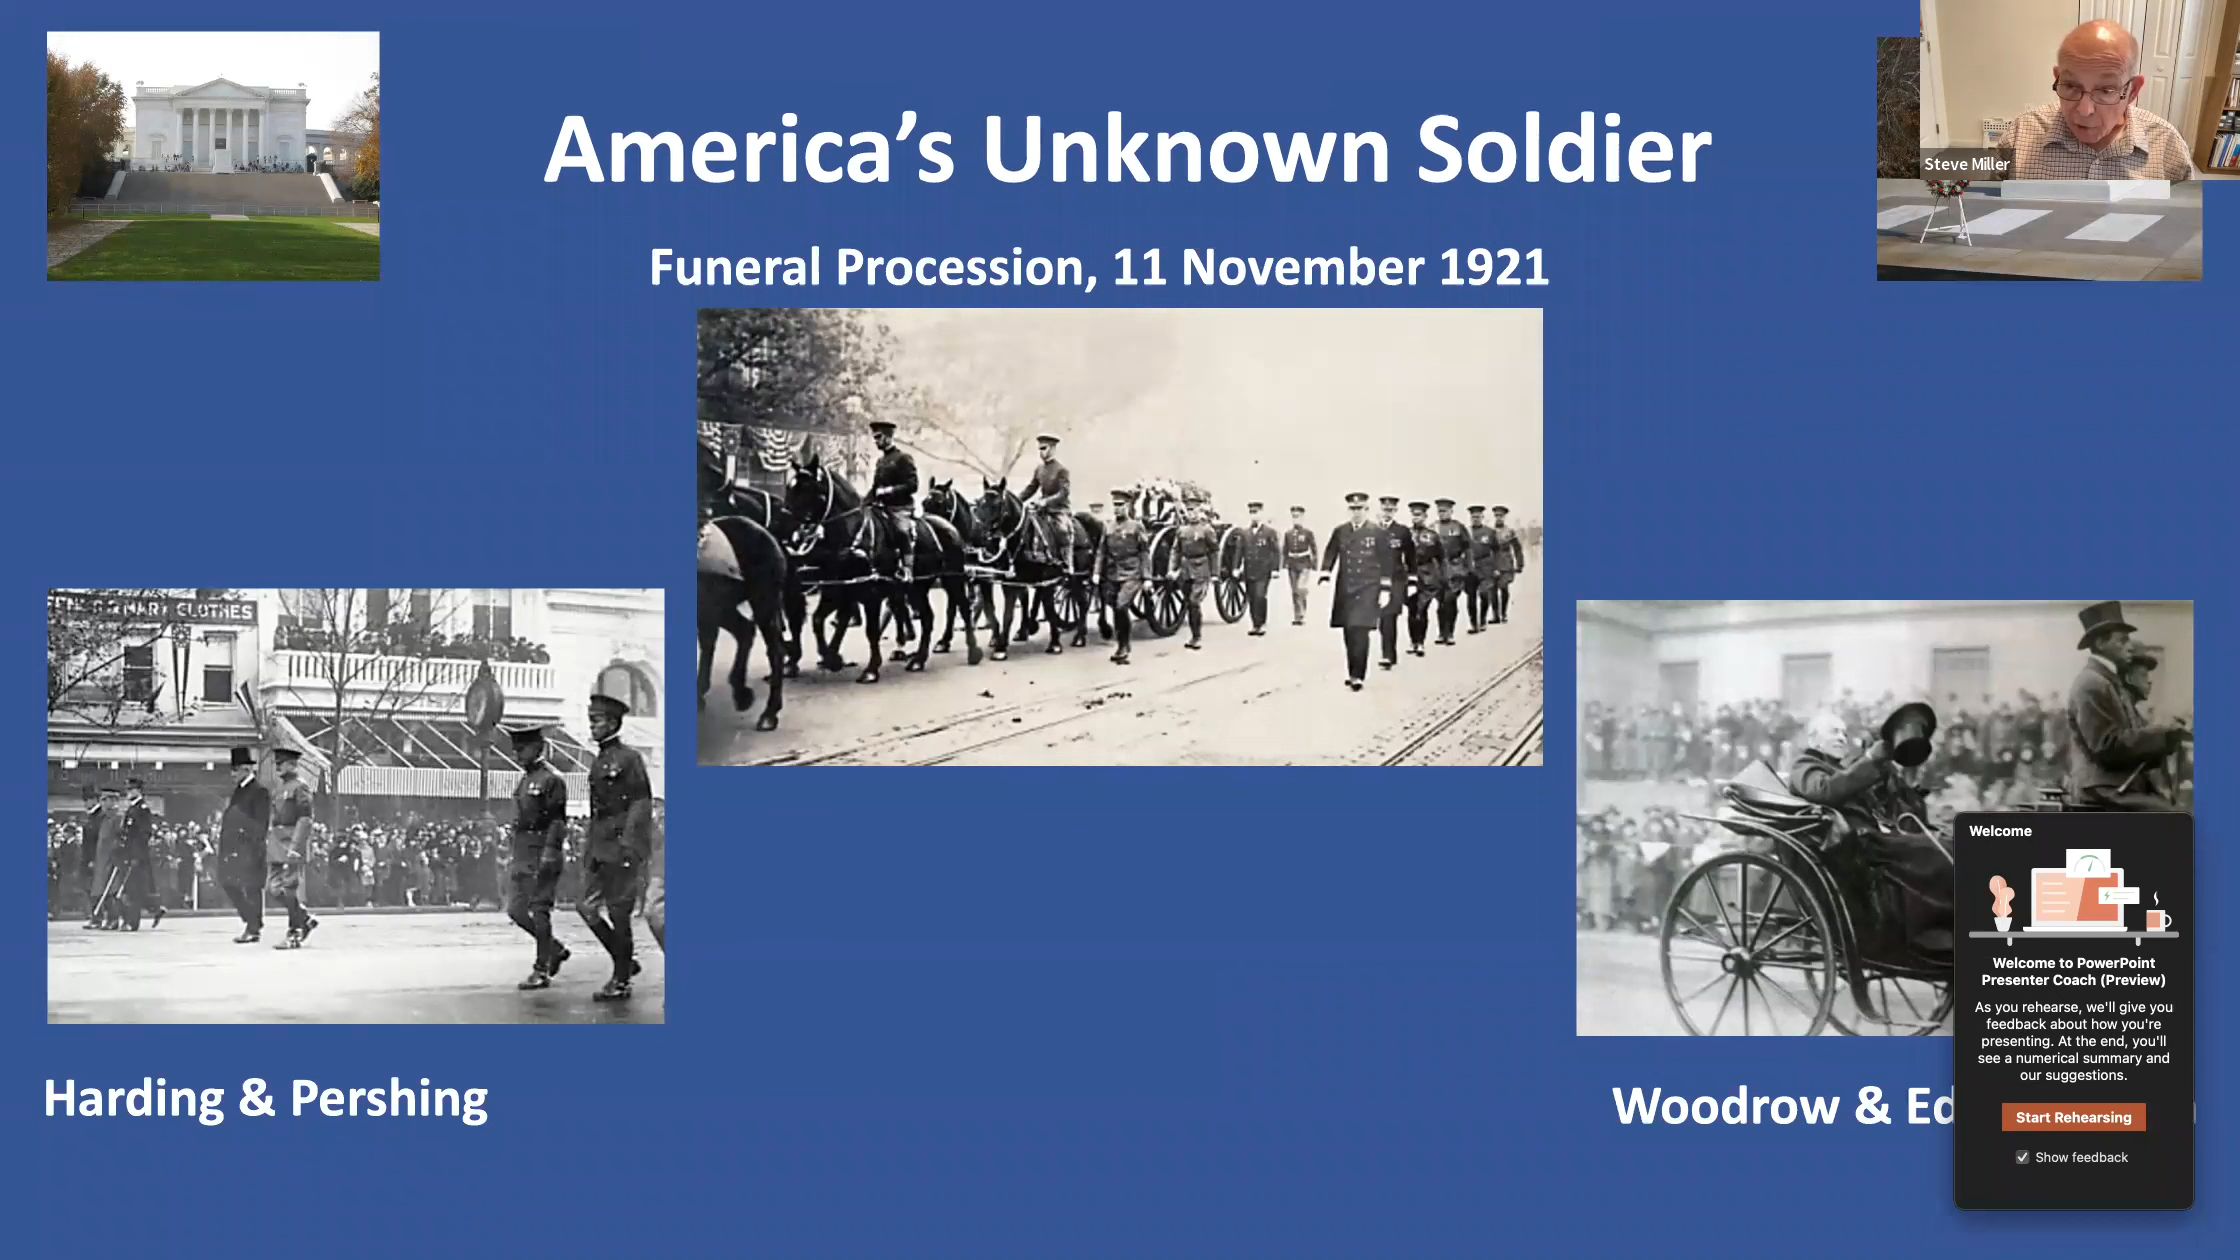 America's Unknown Soldier
Steve Miller
Funeral Procession, 11 November 1921
CLOTHES
Harding & Pershing
Woodrow & Ed
Welcome
Welcome to PowerPoint
Presenter Coach (Preview)
As you rehearse, we'll give you
feedback about how you're
presenting. At the end, you'll
see a numerical summary and
our suggestions.
Start Rehearsing
Show feedback